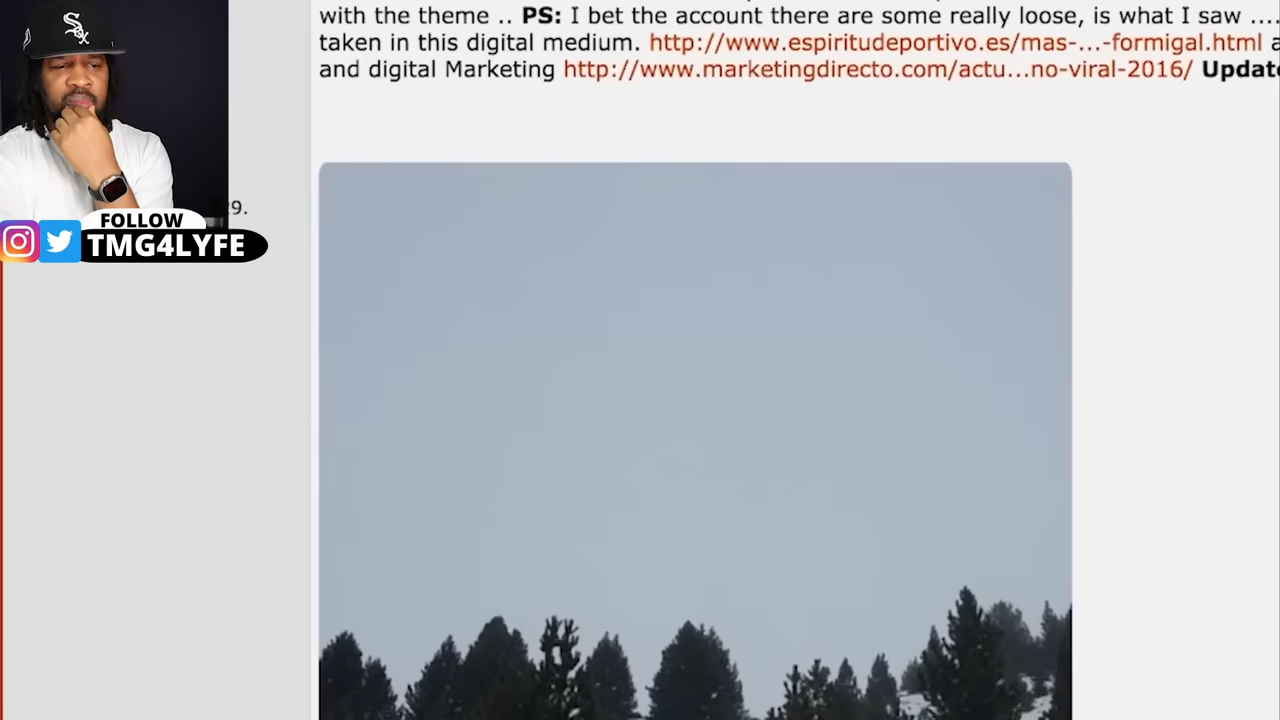 with the theme .. PS: I bet the account there are some really loose, is what I saw ....
taken in this digital medium. http://www.espiritudeportivo.es/mas-...-formigal.html
and digital Marketing http://www.marketingdirecto.com/actu...no-viral-2016/ Update
Sox
29.
FOLLOW
TMG4LYFE